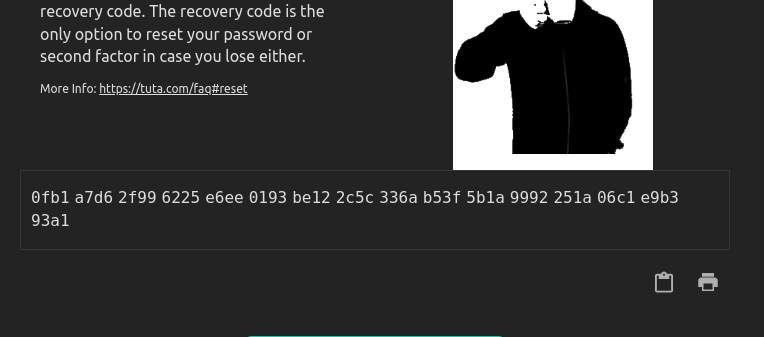 recovery code. The recovery code is the
only option to reset your password or
second factor in case you lose either.
More Info: https://tuta.com/faq#reset
0fb1 a7d6 2f99 6225 e6ee 0193 be12 2c5c 336a b53f 5b1a 9992 251a 06c1 e9b3
93a1